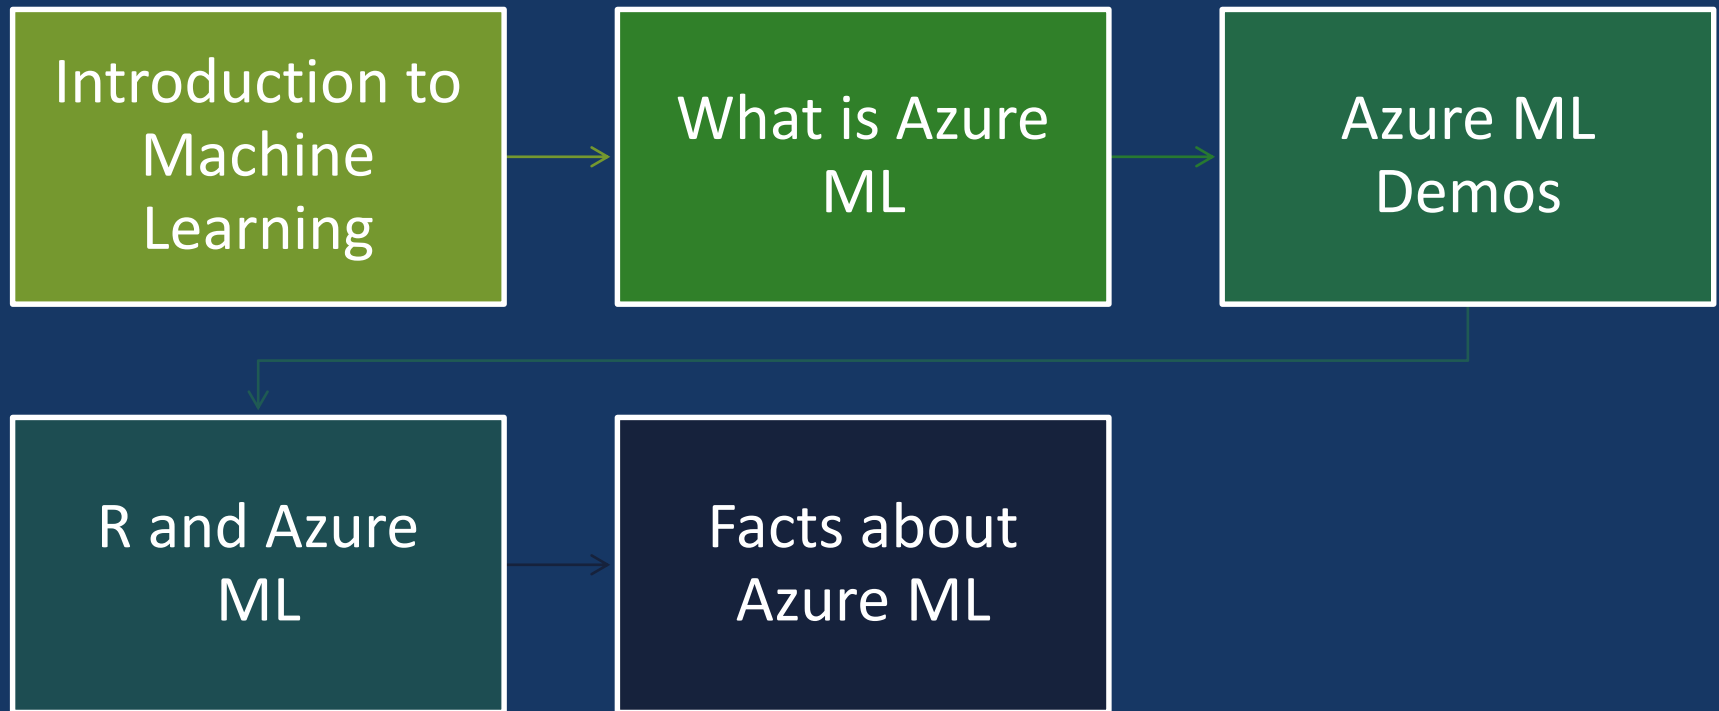 Introduction to
Machine
Learning
What is Azure
ML
Azure ML
Demos
R and Azure
ML
Facts about
Azure ML